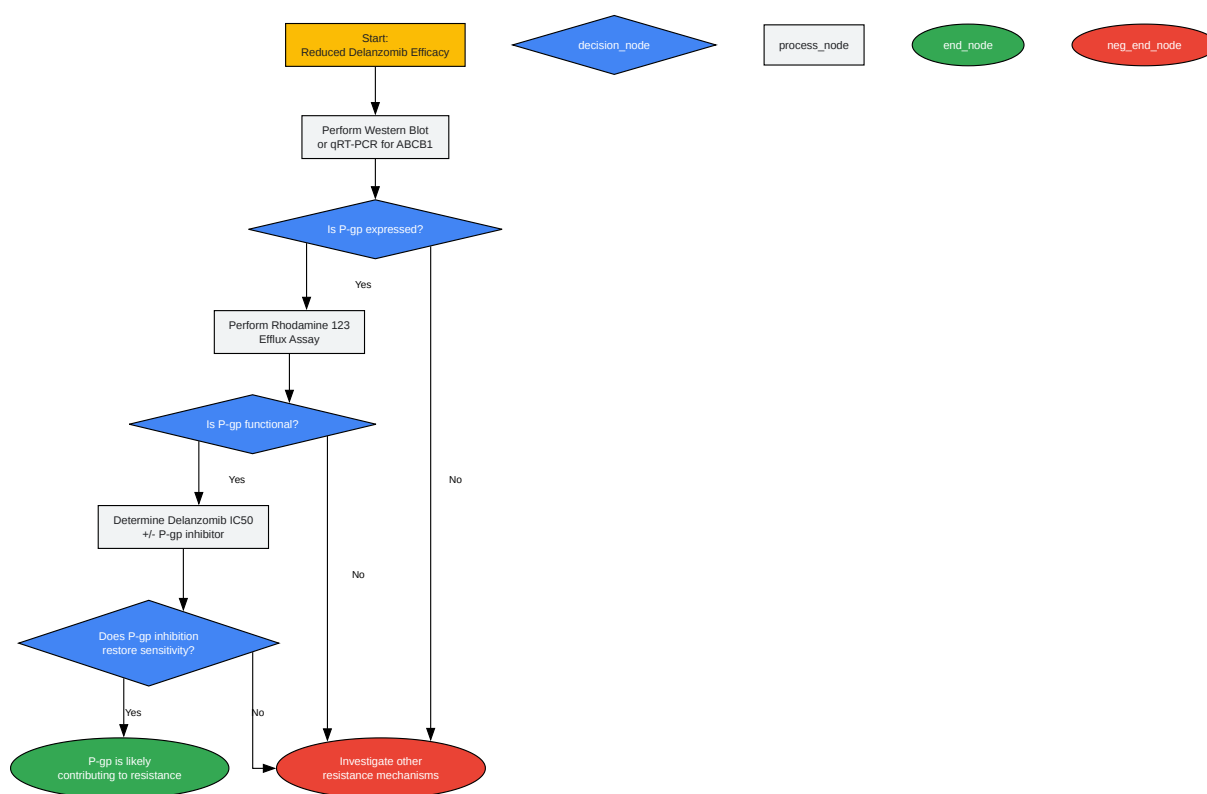 Start:
Reduced Delanzomib Efficacy
decision_node
process_node
end_node
neg_end_node
Perform Western Blot
or qRT-PCR for ABCB1
Is P-gp expressed?
Yes
Perform Rhodamine 123
Efflux Assay
Is P-gp functional?
Yes
No
Determine Delanzomib IC50
+/- P-gp inhibitor
No
Does P-gp inhibition
restore sensitivity?
Yes
No
P-gp is likely
contributing to resistance
Investigate other
resistance mechanisms